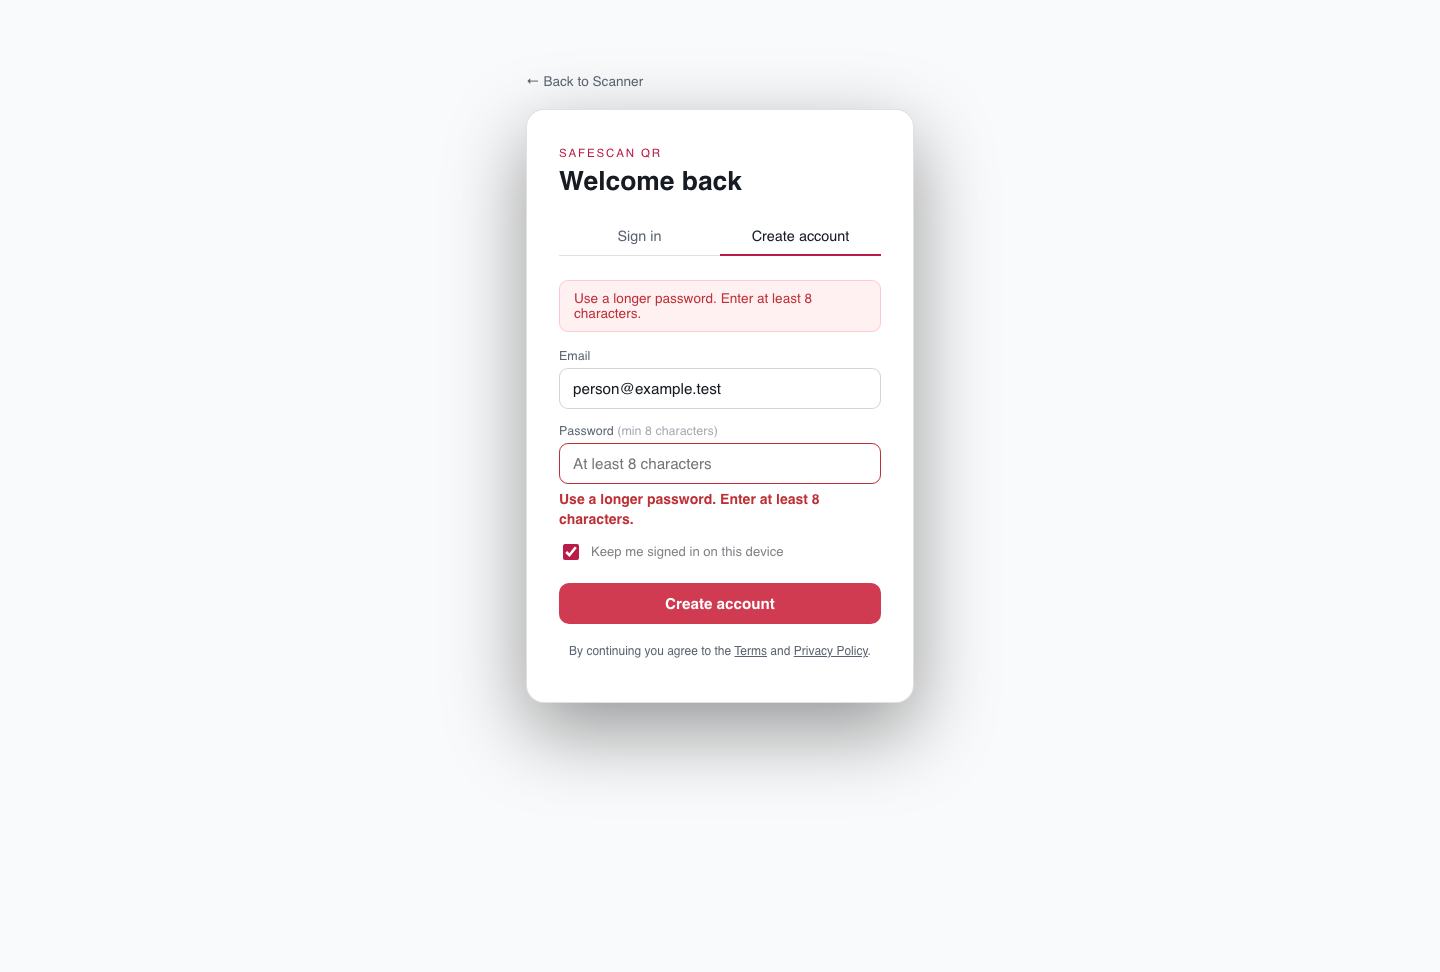 ← Back to Scanner
SAFESCAN QR
Welcome back
Sign in
Create account
Use a longer password. Enter at least 8
characters.
Email
person@example.test
Password (min 8 characters)
At least 8 characters
Use a longer password. Enter at least 8
characters.
Keep me signed in on this device
Create account
By continuing you agree to the Terms and Privacy Policy.